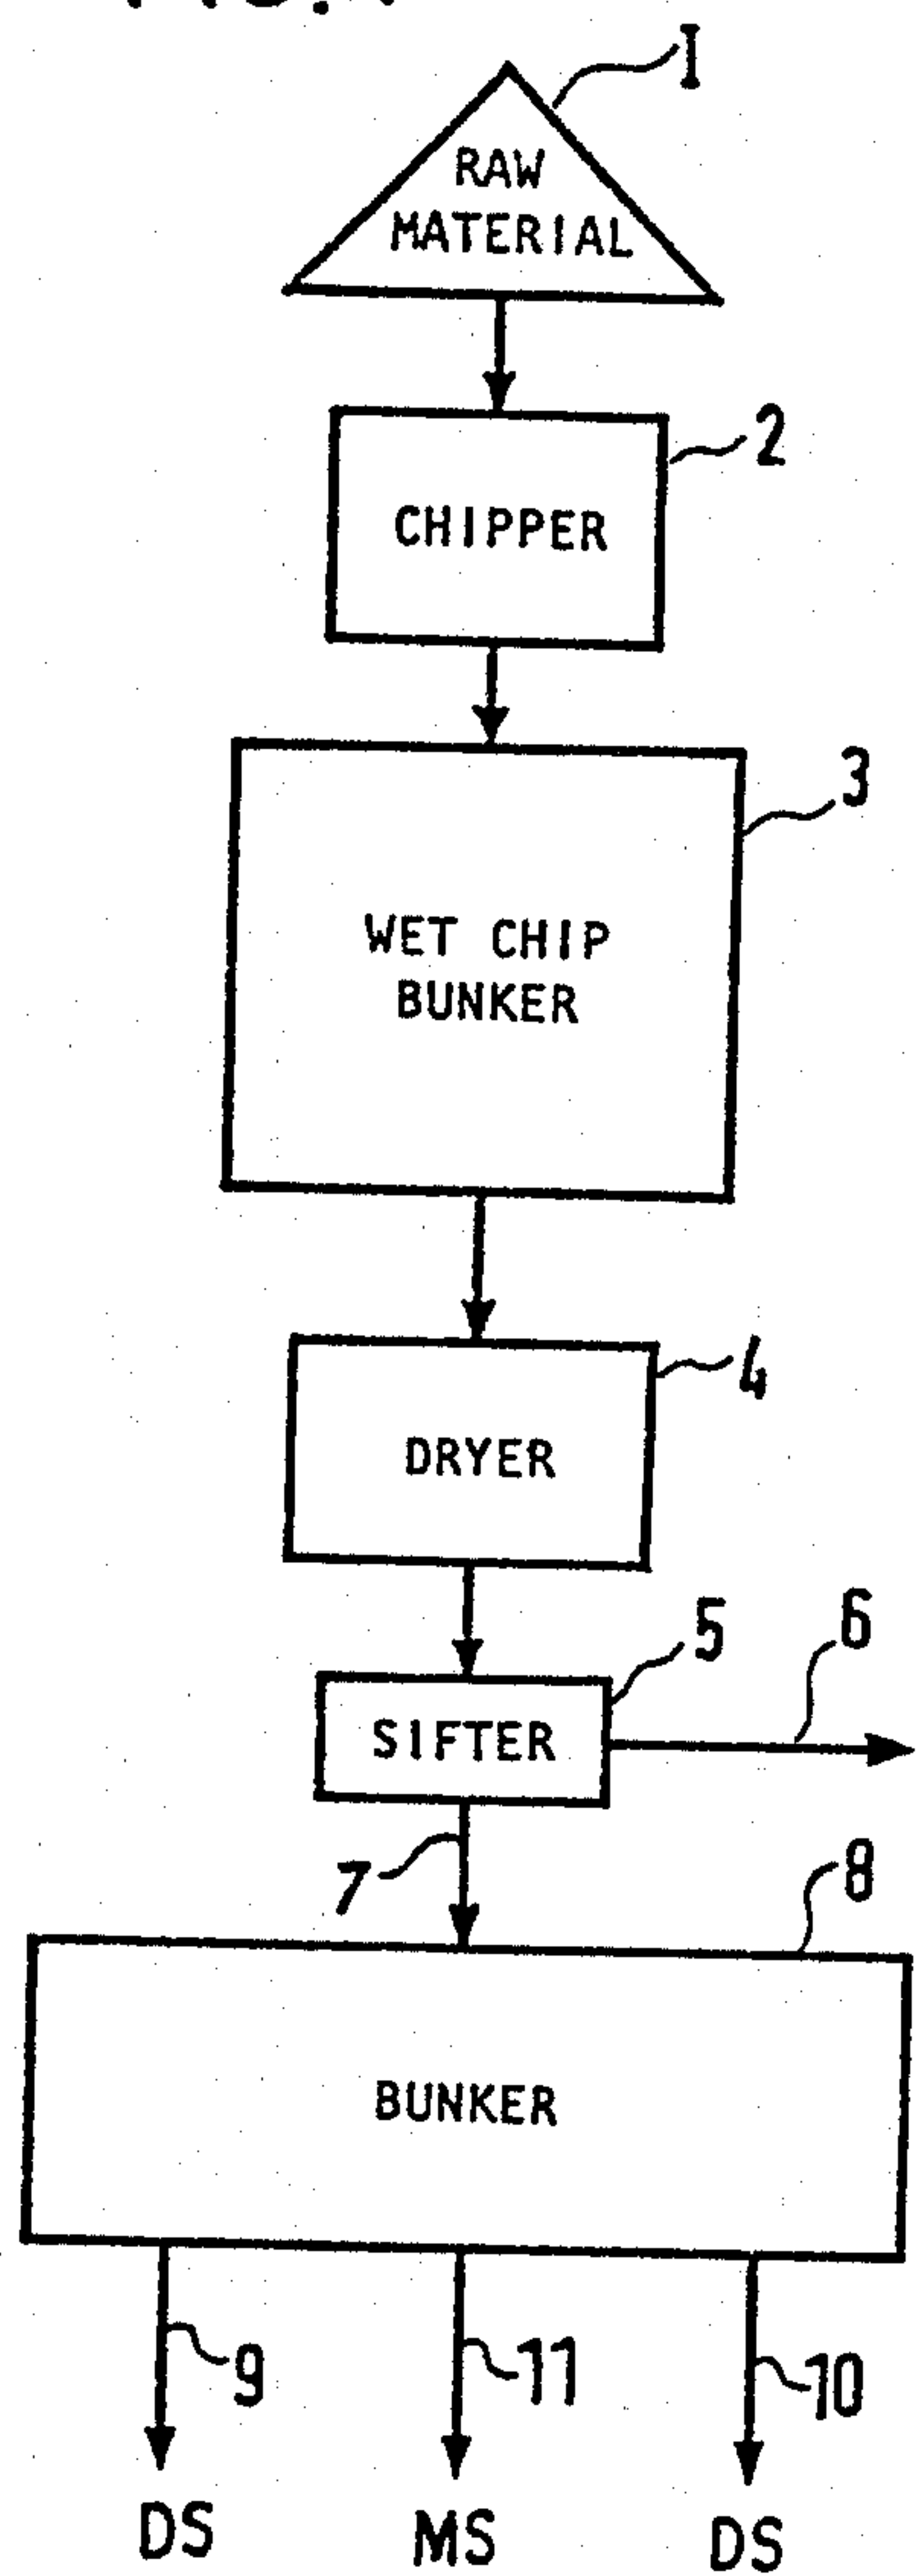 I
RAW
MATERIAL
2
CHIPPER
3
WET CHIP
BUNKER
4
DRYER
5
6
SIFTER
7
8
BUNKER
9
11
10
DS
MS
DS